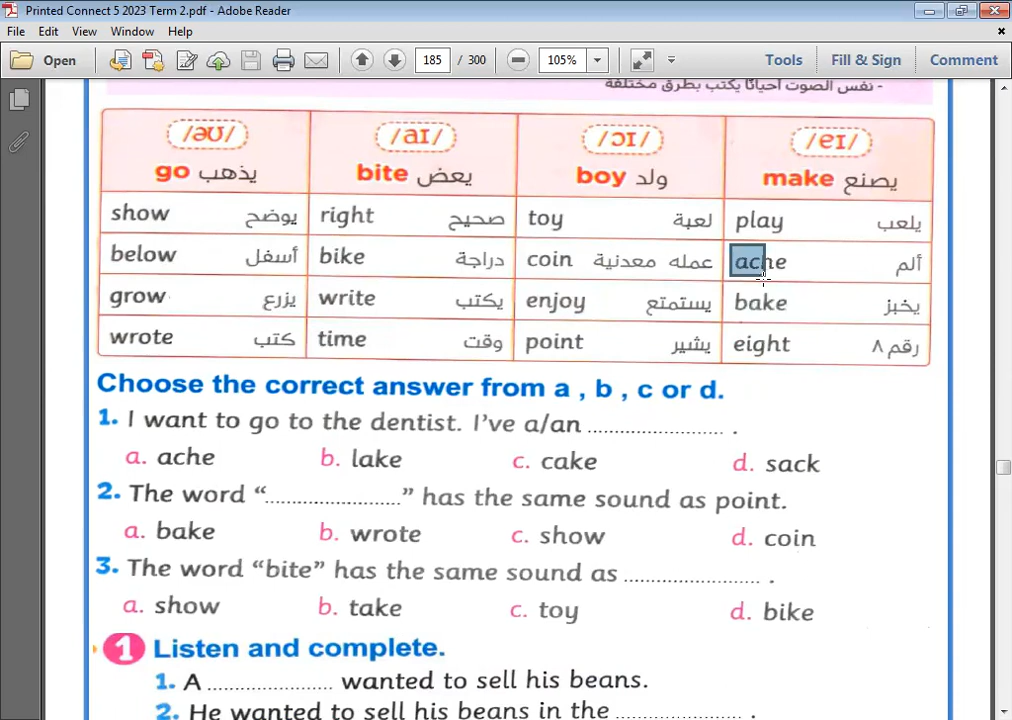 Printed Connect 5 2023 Term 2.pdf - Adobe Reader
File Edit View Window Help
Open 185 / 300 105% Tools Fill & Sign Comment
- نفس الصوت أحيانًا يكتب بطرق مختلفة
/əʊ/ /aɪ/ /ɔɪ/ /eɪ/
go يذهب bite يعض boy ولد make يصنع
show يوضح right صحيح toy لعبة play يلعب
below أسفل bike دراجة coin عمله معدنية ache ألم
grow يزرع write يكتب enjoy يستمتع bake يخبز
wrote كتب time وقت point يشير eight رقم ٨
Choose the correct answer from a , b , c or d.
1. I want to go to the dentist. I've a/an ........................ .
a. ache b. lake c. cake d. sack
2. The word “........................” has the same sound as point.
a. bake b. wrote c. show d. coin
3. The word “bite” has the same sound as ........................ .
a. show b. take c. toy d. bike
1 Listen and complete.
1. A ...................... wanted to sell his beans.
2. He wanted to sell his beans in the ...................... .